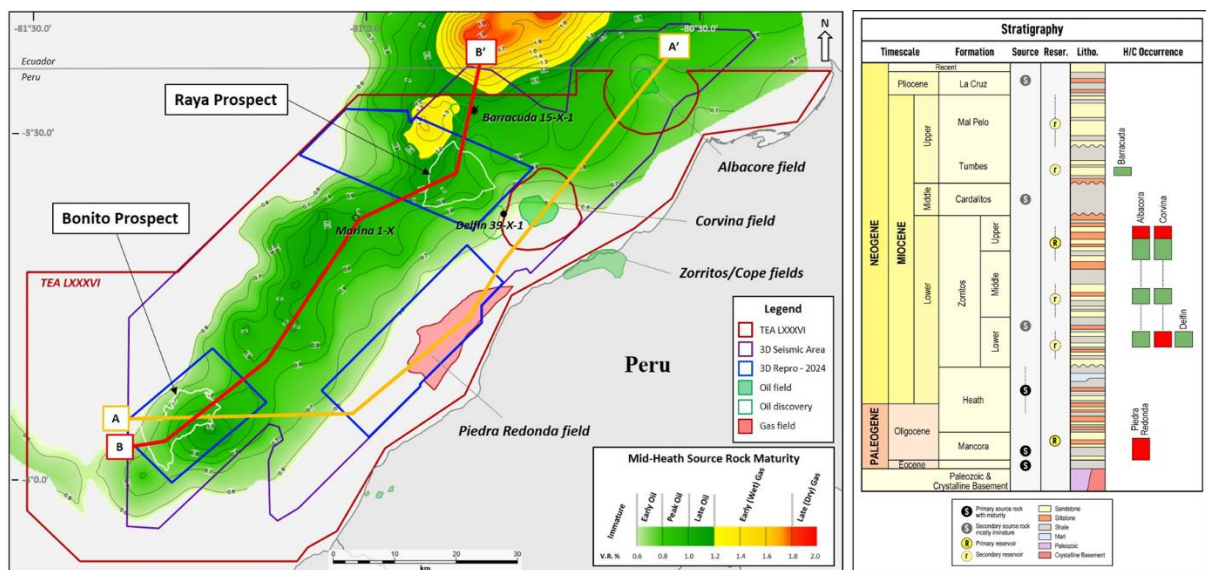 -81°30.0'
-81°0.0'
-80°30.0'
N
B'
A'
Ecuador
Peru
Raya Prospect
Barracuda 15-X-1
-3°30.0'
Albacore field
Bonito Prospect
Marina 1-X
Delfin 39-X-1
Corvina field
TEA LXXXVI
Zorritos/Cope fields
Peru
A
B
Piedra Redonda field
Legend
TEA LXXXVI
3D Seismic Area
3D Repro - 2024
Oil field
Oil discovery
Gas field
Mid-Heath Source Rock Maturity
Immature
Early Oil
Peak Oil
Late Oil
Early (Wet) Gas
Late (Dry) Gas
V.R. %
0.6 0.8 1.0 1.2 1.4 1.6 1.8 2.0
0 10 20 30 40 50
km
Stratigraphy
Timescale Formation Source Reser. Litho. H/C Occurrence
Recent
Pliocene La Cruz S
NEOGENE
MIOCENE
Upper
Mal Pelo
r
Barracuda
Tumbes
r
Middle
Cardalitos
S
Albacora
Corvina
Lower
Zorritos
Upper
R
Middle
r
S
Lower
r
Delfin
Heath
S
PALEOGENE
Oligocene
Mancora
R
S
Piedra Redonda
Eocene
S
Paleozoic &
Crystalline Basement
S Primary source rock with maturity
S Secondary source rock mostly immature
R Primary reservoir
r Secondary reservoir
Sandstone
Siltstone
Shale
Marl
Paleozoic
Crystalline Basement